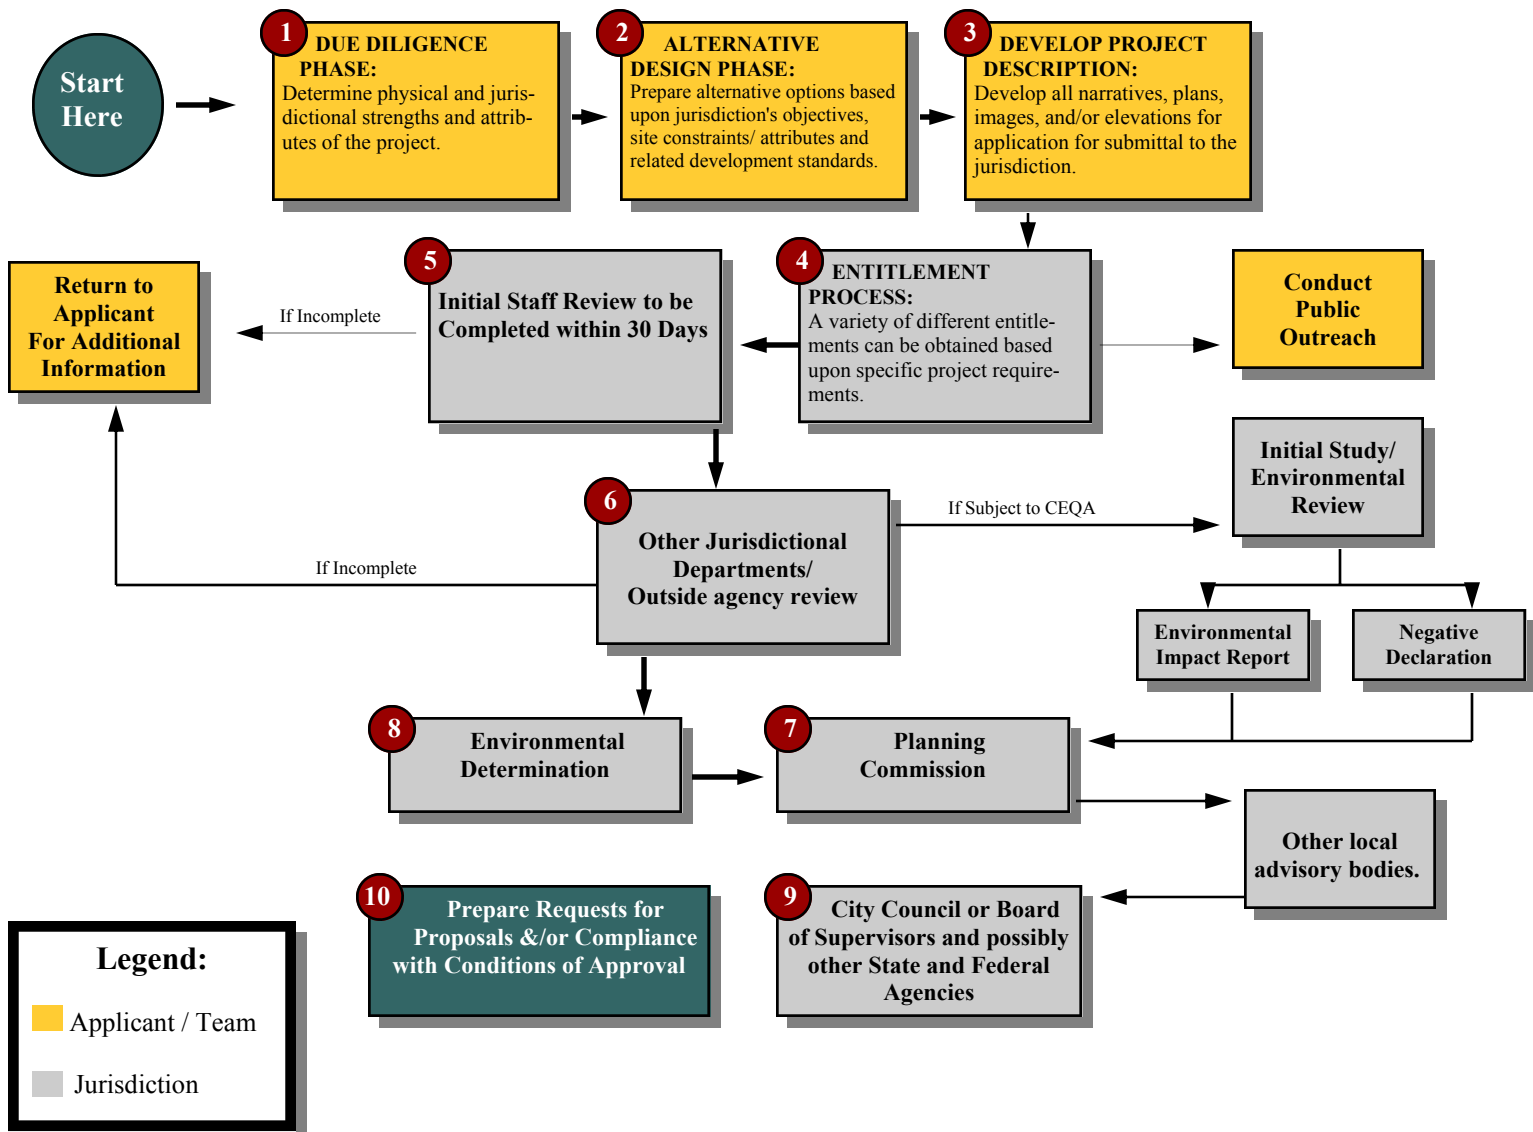 Start
Here
1
DUE DILIGENCE
PHASE:
Determine physical and juris-
dictional strengths and attrib-
utes of the project.
2
ALTERNATIVE
DESIGN PHASE:
Prepare alternative options based
upon jurisdiction's objectives,
site constraints/ attributes and
related development standards.
3
DEVELOP PROJECT
DESCRIPTION:
Develop all narratives, plans,
images, and/or elevations for
application for submittal to the
jurisdiction.
Return to
Applicant
For Additional
Information
If Incomplete
5
Initial Staff Review to be
Completed within 30 Days
4
ENTITLEMENT
PROCESS:
A variety of different entitle-
ments can be obtained based
upon specific project require-
ments.
Conduct
Public
Outreach
Initial Study/
Environmental
Review
6
Other Jurisdictional
Departments/
Outside agency review
If Subject to CEQA
If Incomplete
Environmental
Impact Report
Negative
Declaration
8
Environmental
Determination
7
Planning
Commission
Other local
advisory bodies.
10
Prepare Requests for
Proposals &/or Compliance
with Conditions of Approval
9
City Council or Board
of Supervisors and possibly
other State and Federal
Agencies
Legend:
Applicant / Team
Jurisdiction